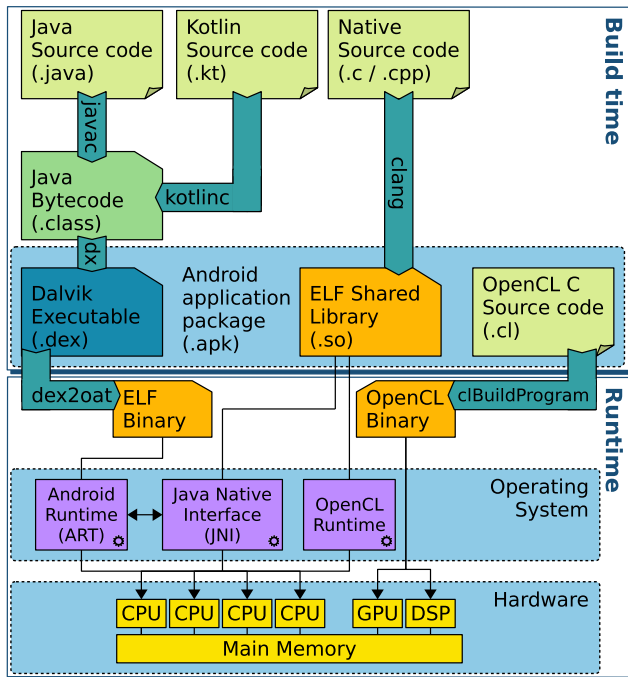 Java
Source code
(.java)
Kotlin
Source code
(.kt)
Native
Source code
(.c / .cpp)
Build time
javac
kotlinc
clang
Java
Bytecode
(.class)
dx
Dalvik
Executable
(.dex)
Android
application
package
(.apk)
ELF Shared
Library
(.so)
OpenCL C
Source code
(.cl)
Runtime
dex2oat
ELF
Binary
OpenCL
Binary
clBuildProgram
Android
Runtime
(ART)
Java Native
Interface
(JNI)
OpenCL
Runtime
Operating
System
Hardware
CPU
CPU
CPU
CPU
GPU
DSP
Main Memory